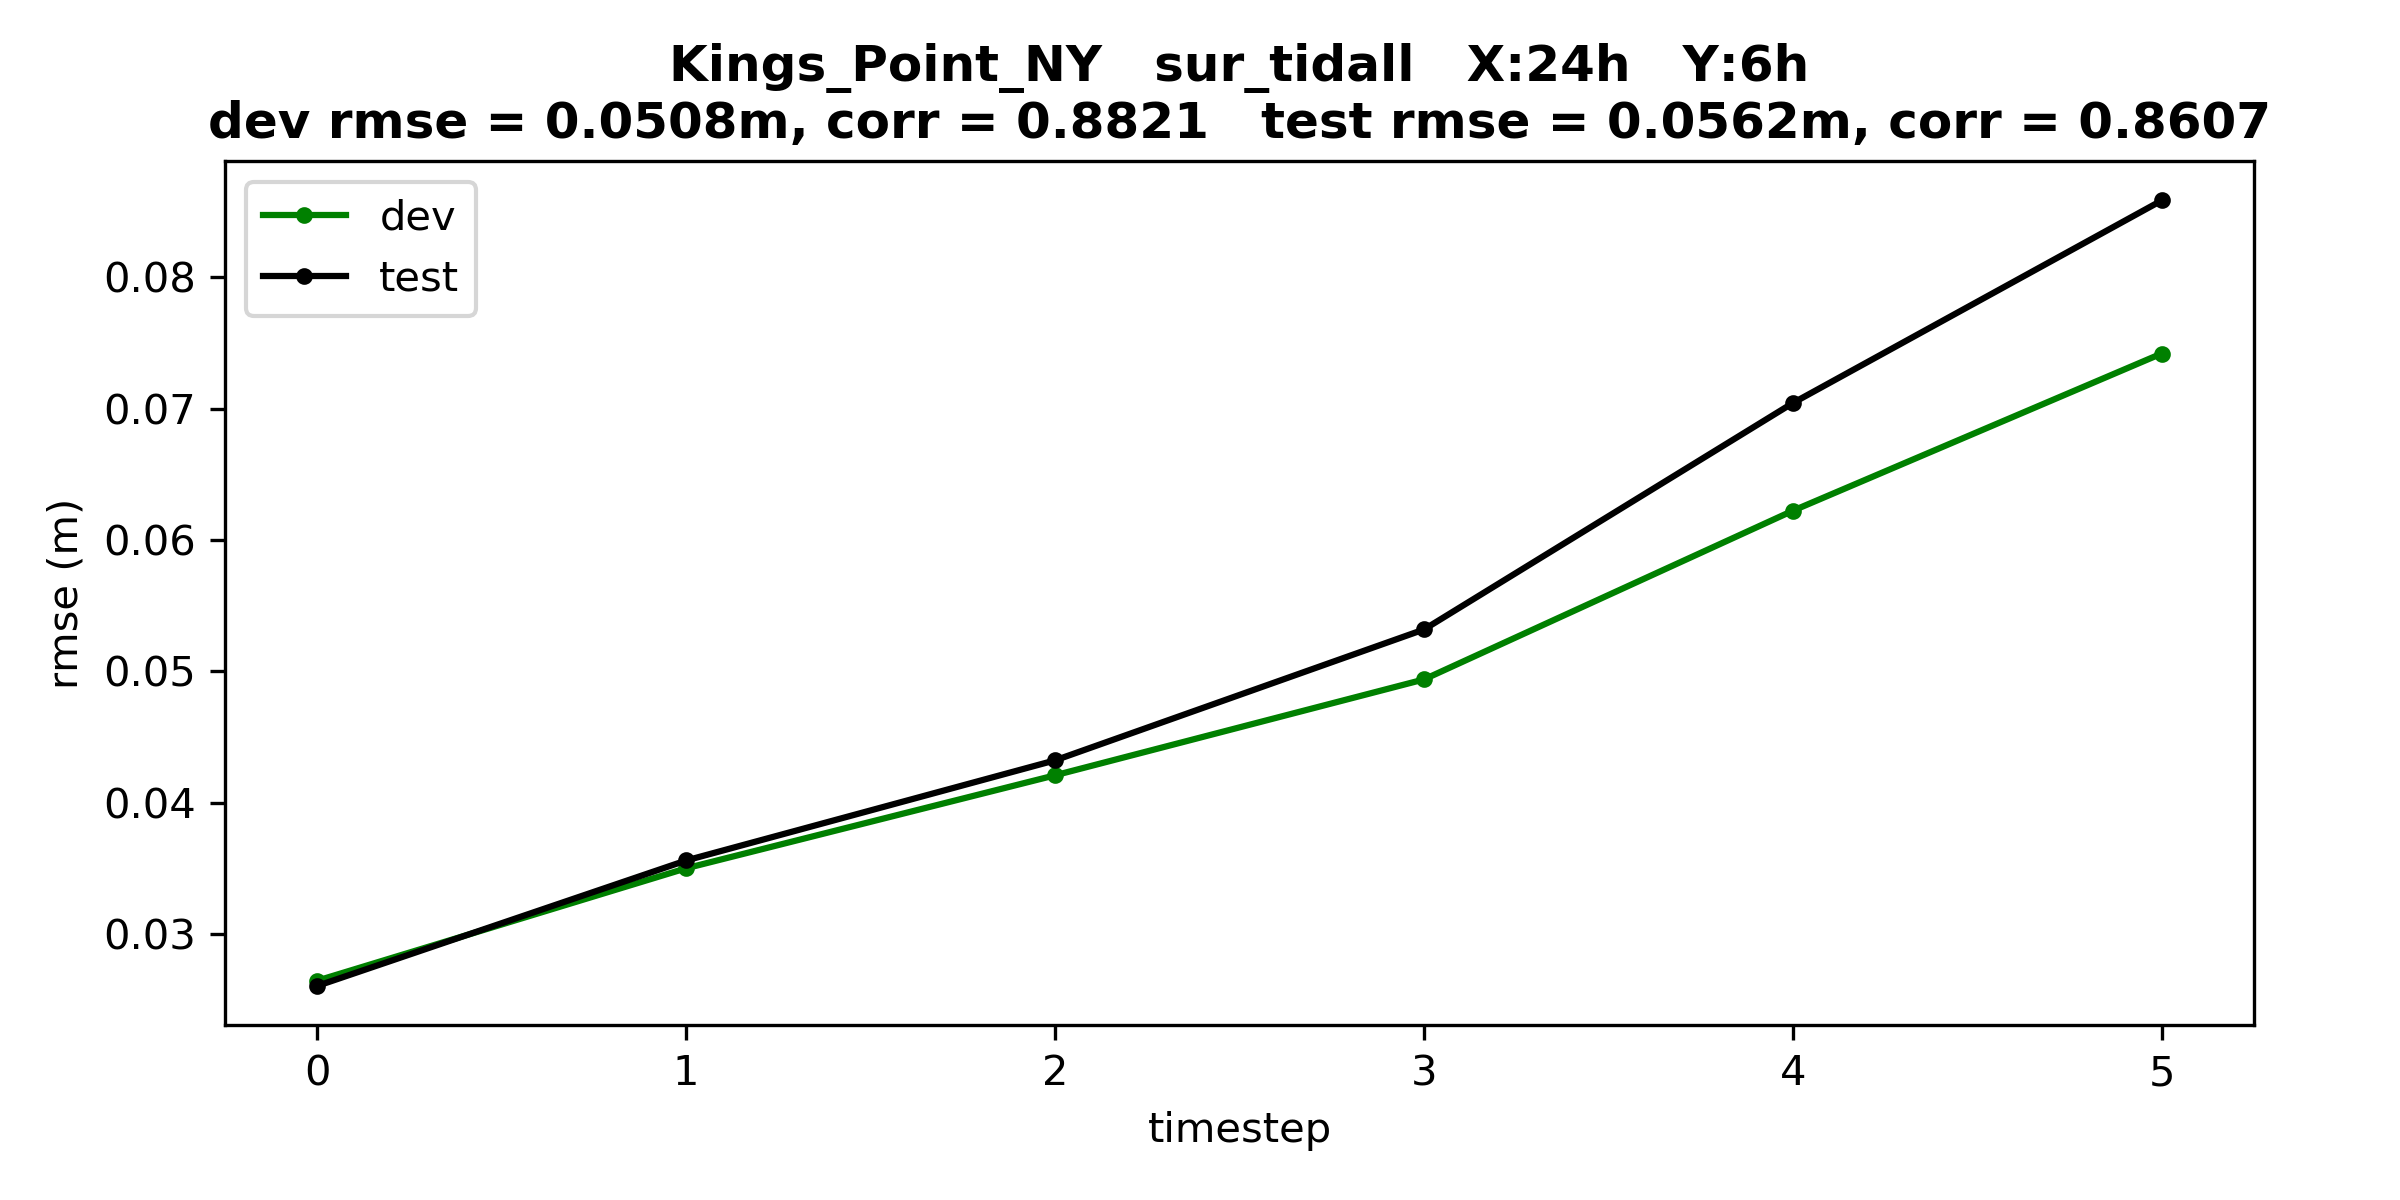 Kings_Point_NY   sur_tidall   X:24h   Y:6h
dev rmse = 0.0508m, corr = 0.8821   test rmse = 0.0562m, corr = 0.8607
dev
test
0.08
0.07
0.06
0.05
0.04
0.03
rmse (m)
0 1 2 3 4 5
timestep